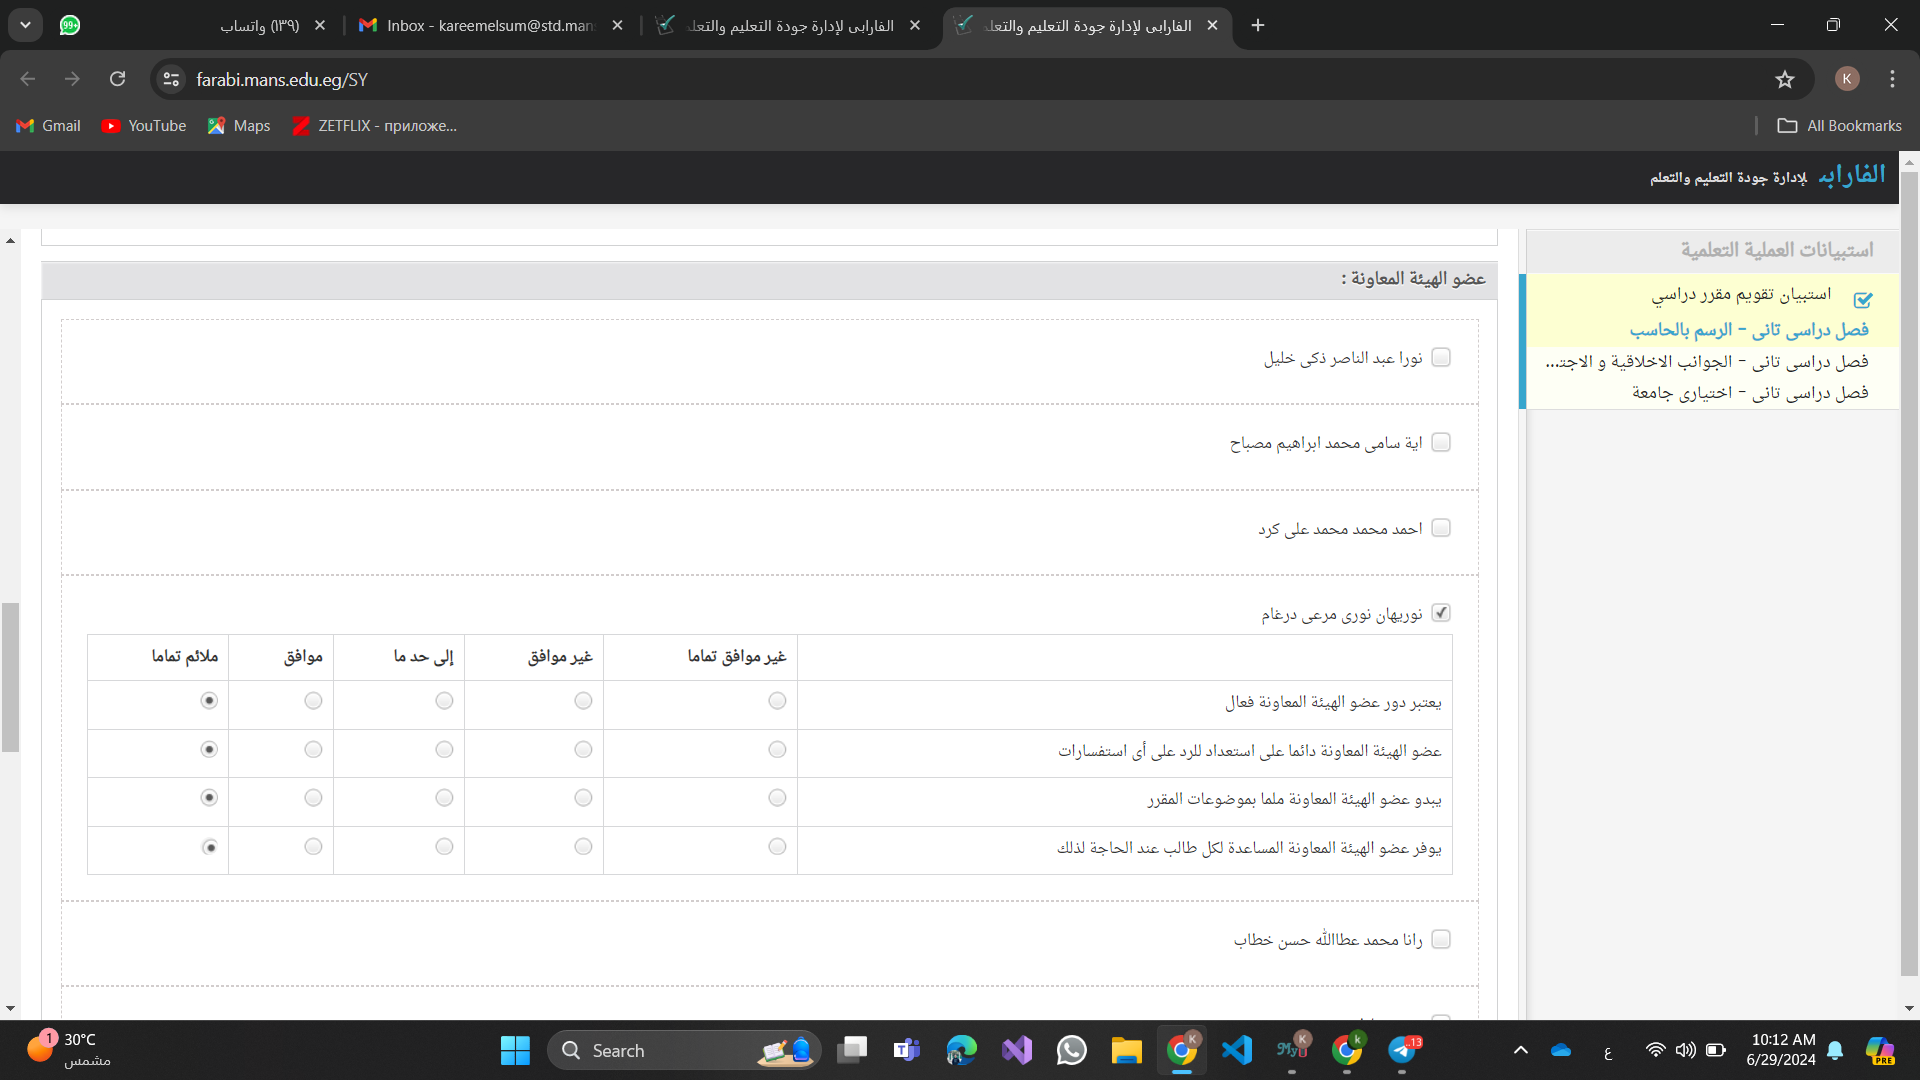 واتساب (١٣٩)
Inbox - kareemelsum@std.man
الفارابى لإدارة جودة التعليم والتعلم
الفارابى لإدارة جودة التعليم والتعلم
farabi.mans.edu.eg/SY
K
Gmail
YouTube
Maps
ZETFLIX - приложе...
All Bookmarks
الفارابى لإدارة جودة التعليم والتعلم
استبيانات العملية التعلمية
استبيان تقويم مقرر دراسي
فصل دراسى تانى - الرسم بالحاسب
فصل دراسى تانى - الجوانب الاخلاقية و الاجتـ...
فصل دراسى تانى - اختيارى جامعة
عضو الهيئة المعاونة :
نورا عبد الناصر ذكى خليل
اية سامى محمد ابراهيم مصباح
احمد محمد محمد على كرد
نوريهان نورى مرعى درغام
غير موافق تماما غير موافق إلى حد ما موافق ملائم تماما
يعتبر دور عضو الهيئة المعاونة فعال
عضو الهيئة المعاونة دائما على استعداد للرد على أى استفسارات
يبدو عضو الهيئة المعاونة ملما بموضوعات المقرر
يوفر عضو الهيئة المعاونة المساعدة لكل طالب عند الحاجة لذلك
رانا محمد عطاالله حسن خطاب
1
30°C
مشمس
Search
13
ع
10:12 AM
6/29/2024
PRE